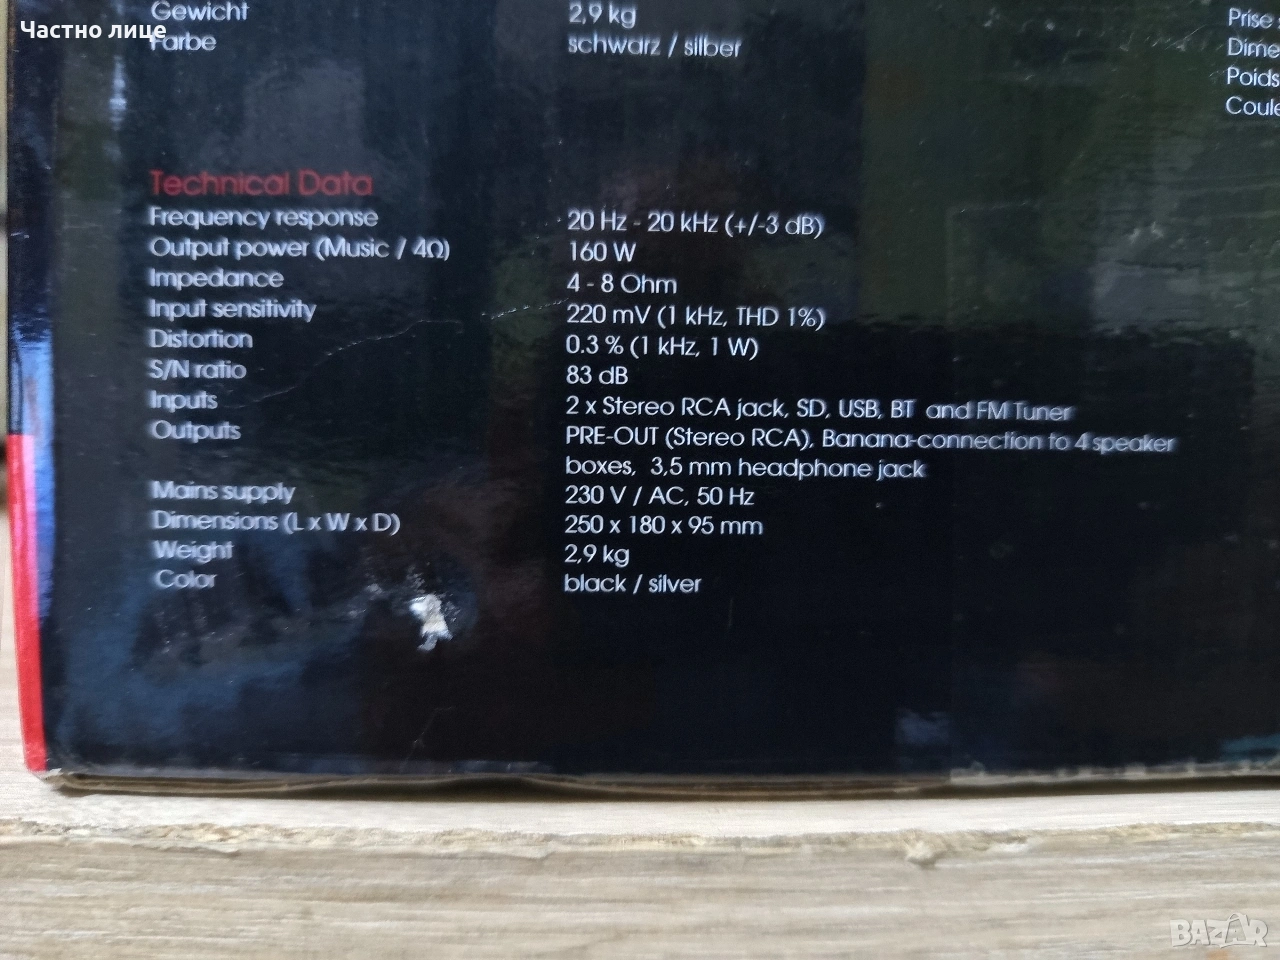 Частно лице
Gewicht 2,9 kg
Farbe schwarz / silber
Prise
Dime
Poids
Coule
Technical Data
Frequency response 20 Hz - 20 kHz (+/-3 dB)
Output power (Music / 4Ω) 160 W
Impedance 4 - 8 Ohm
Input sensitivity 220 mV (1 kHz, THD 1%)
Distortion 0.3 % (1 kHz, 1 W)
S/N ratio 83 dB
Inputs 2 x Stereo RCA jack, SD, USB, BT and FM Tuner
Outputs PRE-OUT (Stereo RCA), Banana-connection to 4 speaker
boxes, 3,5 mm headphone jack
Mains supply 230 V / AC, 50 Hz
Dimensions (L x W x D) 250 x 180 x 95 mm
Weight 2,9 kg
Color black / silver
BAZAR